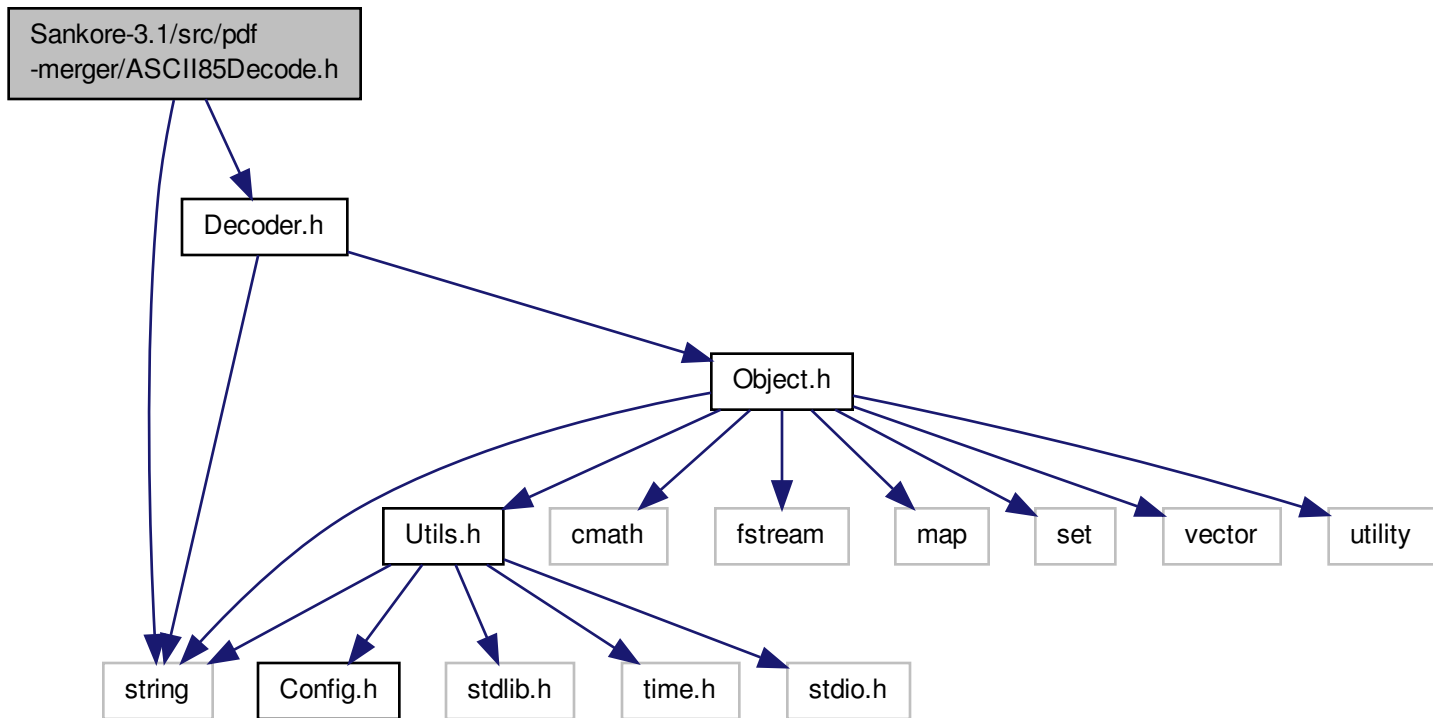 Sankore-3.1/src/pdf
-merger/ASCII85Decode.h
Decoder.h
Object.h
Utils.h
cmath
fstream
map
set
vector
utility
string
Config.h
stdlib.h
time.h
stdio.h